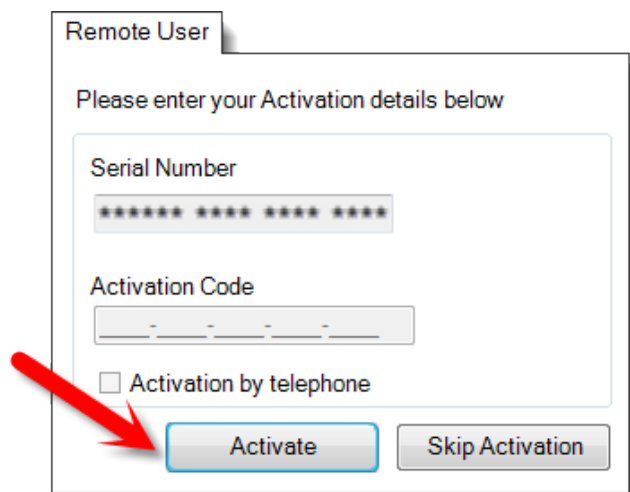 Remote User
Please enter your Activation details below
Serial Number
****** **** **** ****
Activation Code
____-____-____-____-____
Activation by telephone
Activate Skip Activation